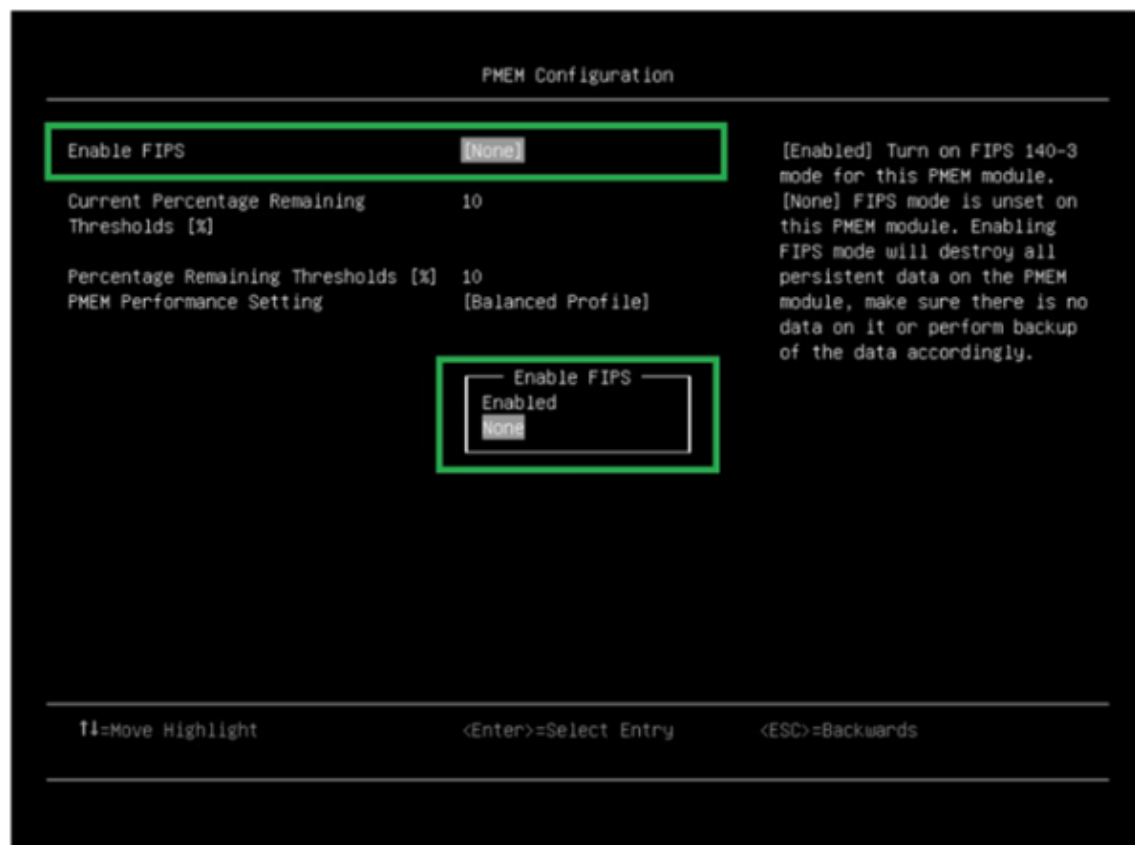 PMEM Configuration
Enable FIPS [None]
Current Percentage Remaining 10
Thresholds [%]
Percentage Remaining Thresholds [%] 10
PMEM Performance Setting [Balanced Profile]
[Enabled] Turn on FIPS 140-3
mode for this PMEM module.
[None] FIPS mode is unset on
this PMEM module. Enabling
FIPS mode will destroy all
persistent data on the PMEM
module, make sure there is no
data on it or perform backup
of the data accordingly.
Enable FIPS
Enabled
None
↑↓=Move Highlight <Enter>=Select Entry <ESC>=Backwards